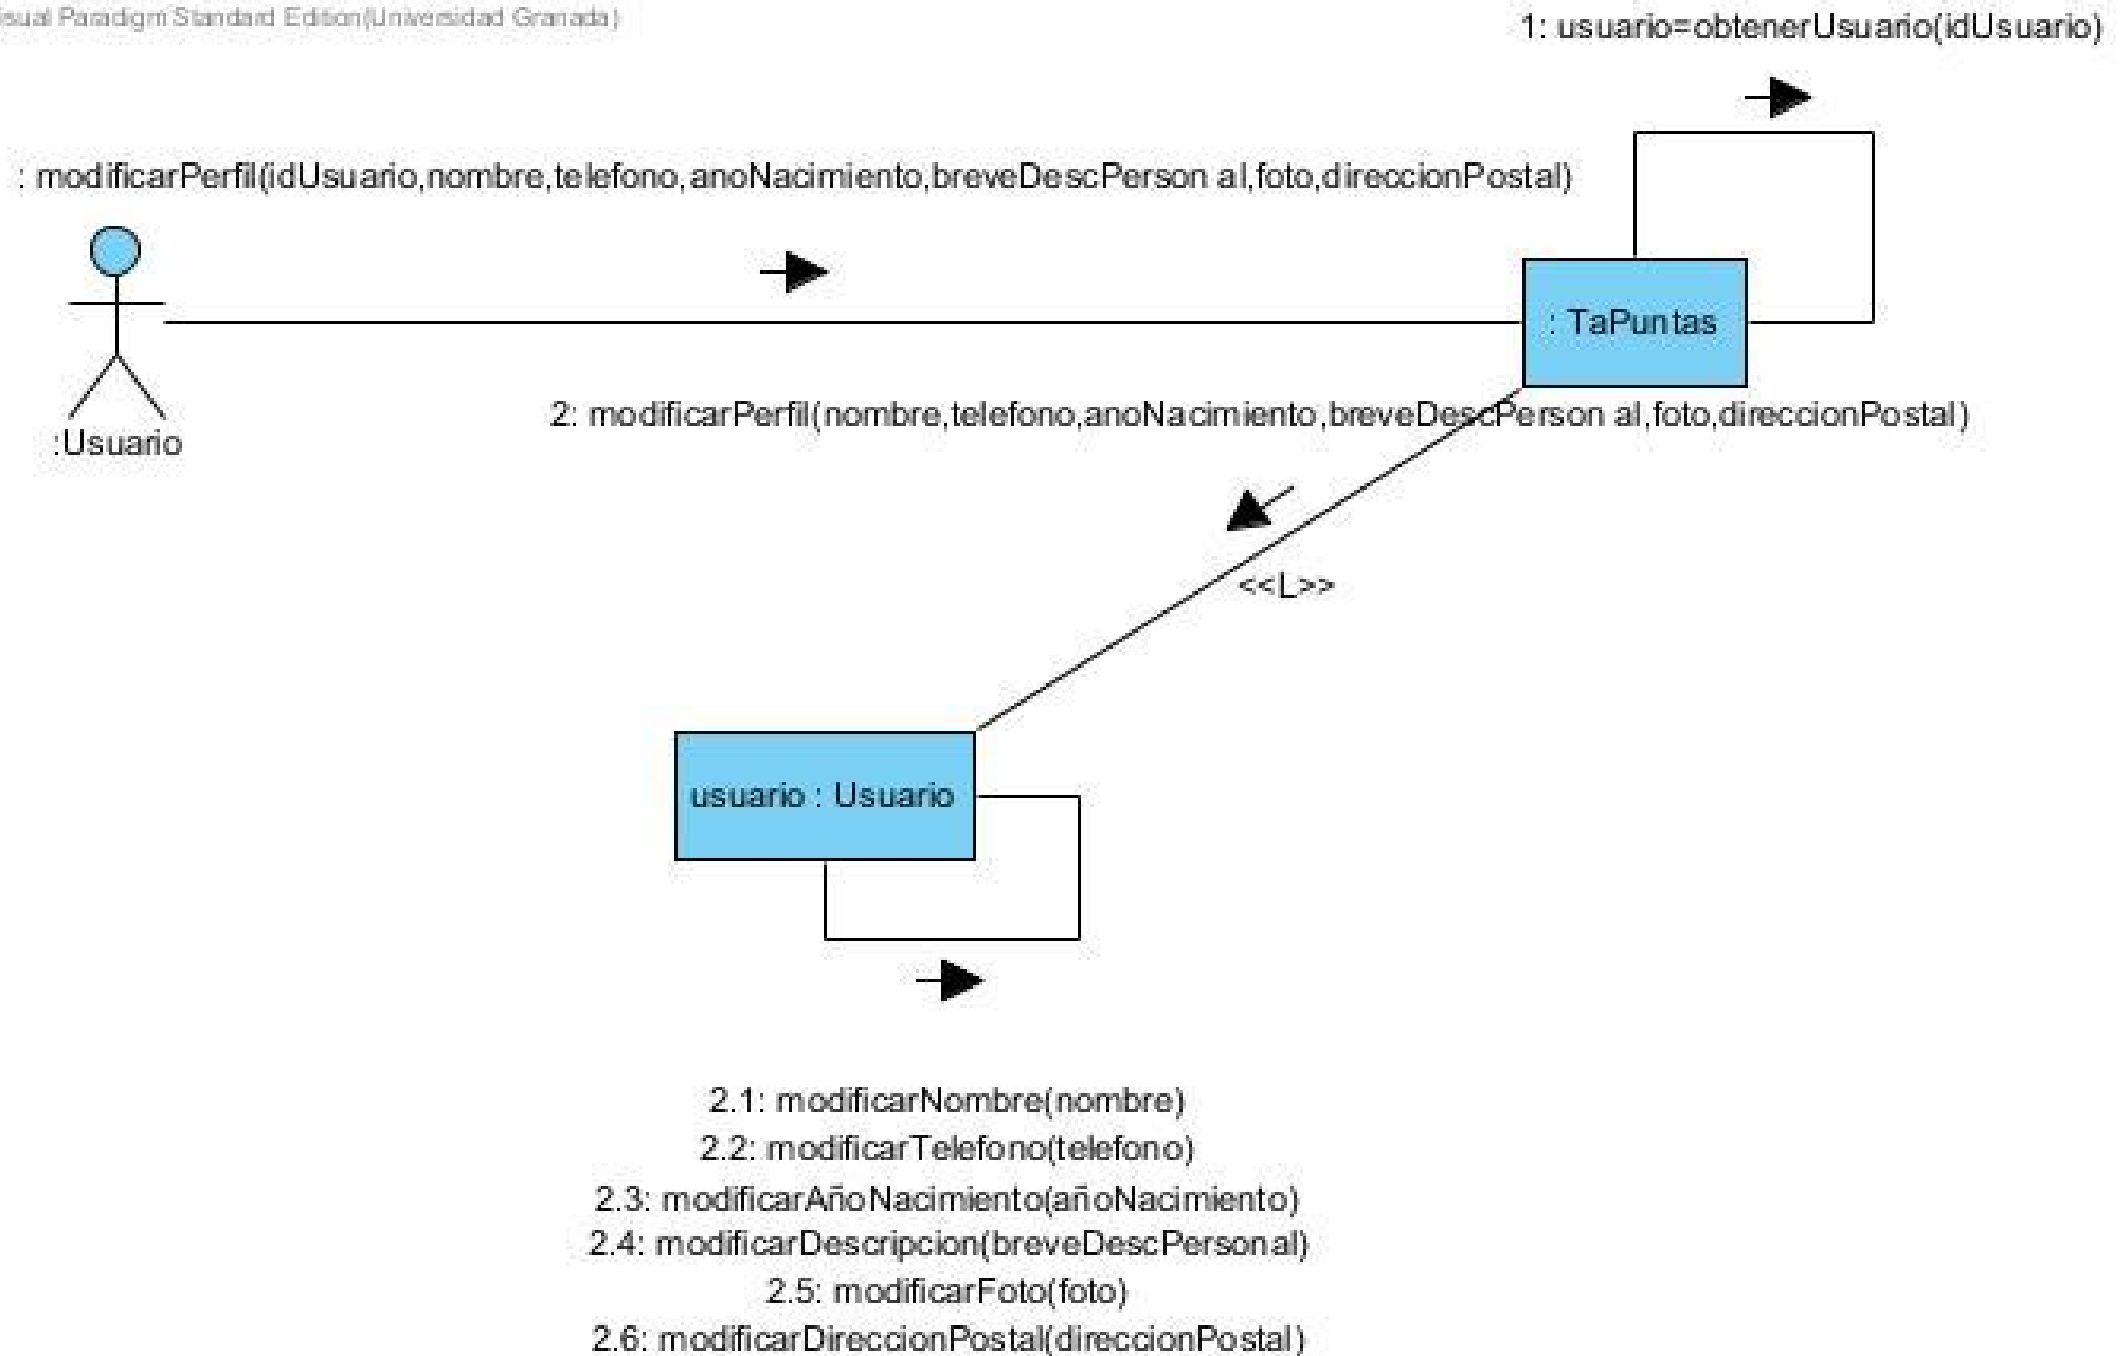 isual Paradigm Standard Edition(Universidad Granada)
1: usuario=obtenerUsuario(idUsuario)
: modificarPerfil(idUsuario,nombre,telefono,anoNacimiento,breveDescPerson al,foto,direccionPostal)
: TaPuntas
:Usuario
2: modificarPerfil(nombre,telefono,anoNacimiento,breveDescPerson al,foto,direccionPostal)
<<L>>
usuario : Usuario
2.1: modificarNombre(nombre)
2.2: modificarTelefono(telefono)
2.3: modificarAñoNacimiento(añoNacimiento)
2.4: modificarDescripcion(breveDescPersonal)
2.5: modificarFoto(foto)
2.6: modificarDireccionPostal(direccionPostal)